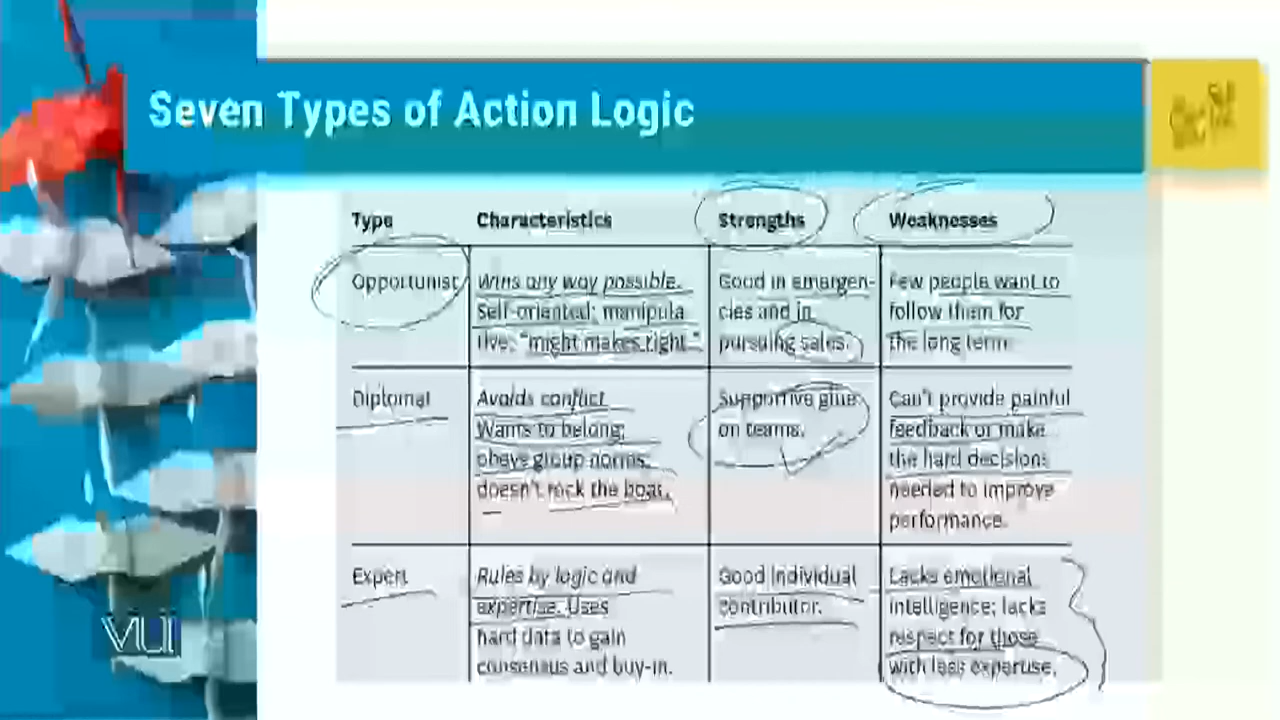 Seven Types of Action Logic
Type Characteristics Strengths Weaknesses
Opportunist Wins any way possible. Good in emergen- Few people want to
Self-oriented; manipula cies and in follow them for
tive; "might makes right." pursuing sales. the long term
Diplomat Avoids conflict Supportive glue Can't provide painful
Wants to belong; on teams. feedback or make
obeys group norms; the hard decisions
doesn't rock the boat. needed to improve
performance.
Expert Rules by logic and Good individual Lacks emotional
expertise. Uses contributor. intelligence; lacks
hard data to gain respect for those
consensus and buy-in. with less expertise.
VU